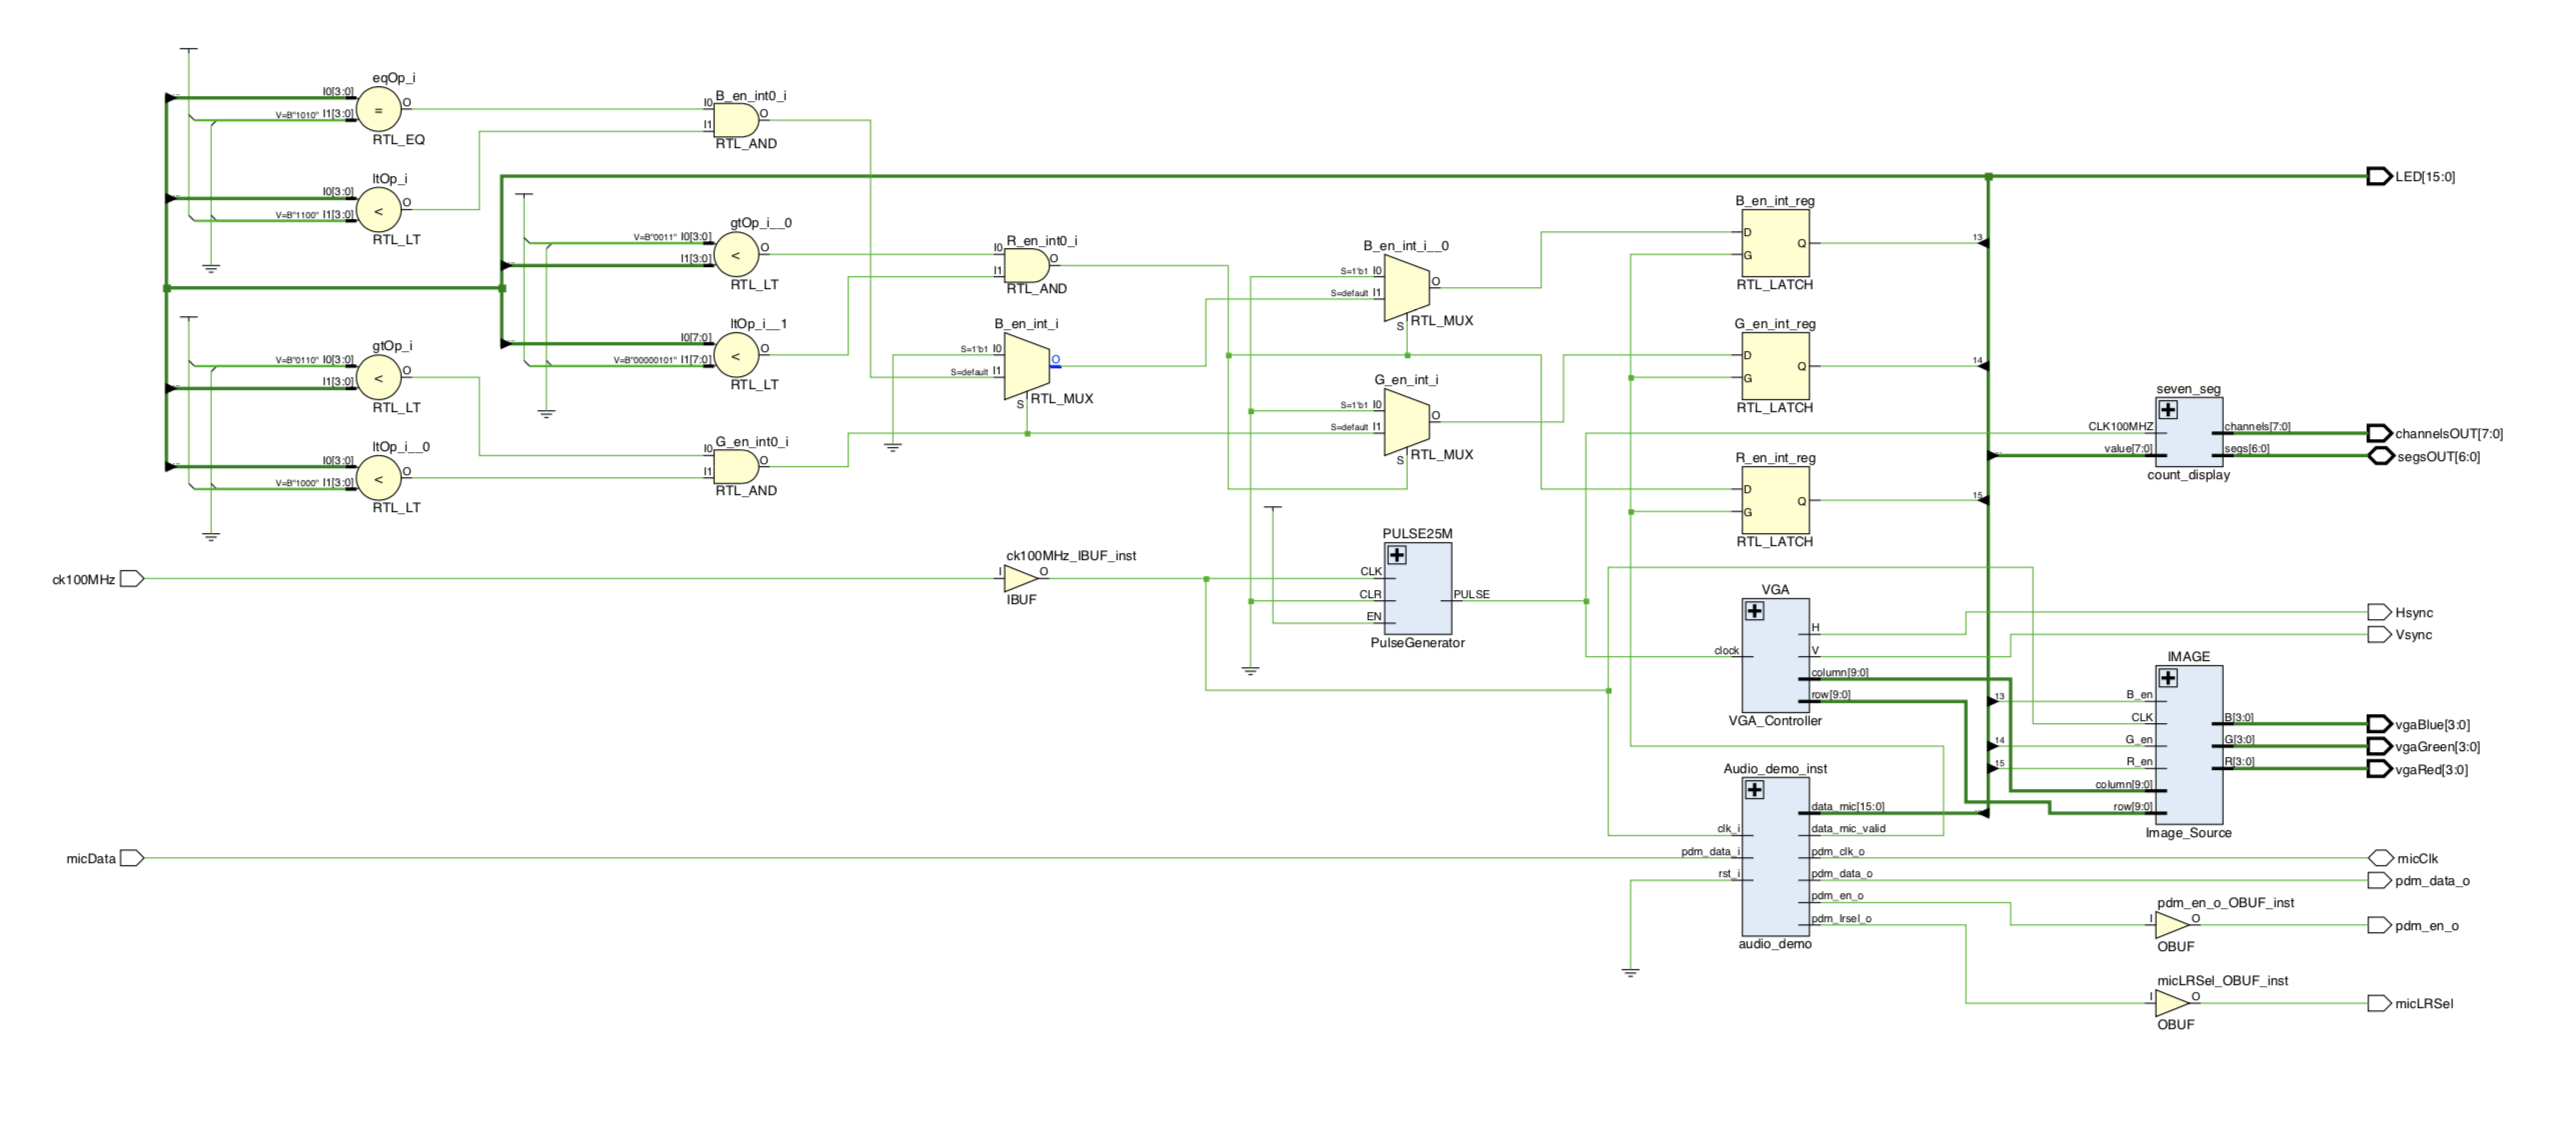 eqOp_i
I0[3:0]
V=B"1010" I1[3:0]
O
=
RTL_EQ
ltOp_i
I0[3:0]
V=B"1100" I1[3:0]
O
<
RTL_LT
B_en_int0_i
I0
I1
O
RTL_AND
LED[15:0]
gtOp_i__0
V=B"0011" I0[3:0]
I1[3:0]
O
<
RTL_LT
ltOp_i__1
I0[7:0]
V=B"00000101" I1[7:0]
O
<
RTL_LT
gtOp_i
V=B"0110" I0[3:0]
I1[3:0]
O
<
RTL_LT
ltOp_i__0
I0[3:0]
V=B"1000" I1[3:0]
O
<
RTL_LT
G_en_int0_i
I0
I1
O
RTL_AND
R_en_int0_i
I0
I1
O
RTL_AND
B_en_int_i
S=1'b1 I0
S=default I1
O
S
RTL_MUX
B_en_int_i__0
S=1'b1 I0
S=default I1
O
S
RTL_MUX
G_en_int_i
S=1'b1 I0
S=default I1
O
S
RTL_MUX
B_en_int_reg
D
G
Q
13
RTL_LATCH
G_en_int_reg
D
G
Q
14
RTL_LATCH
R_en_int_reg
D
G
Q
15
RTL_LATCH
seven_seg
CLK100MHZ
value[7:0]
channels[7:0]
segs[6:0]
count_display
channelsOUT[7:0]
segsOUT[6:0]
ck100MHz
ck100MHz_IBUF_inst
I
O
IBUF
PULSE25M
CLK
CLR
EN
PULSE
PulseGenerator
VGA
clock
H
V
column[9:0]
row[9:0]
VGA_Controller
Hsync
Vsync
IMAGE
13
B_en
CLK
14
G_en
15
R_en
column[9:0]
row[9:0]
B[3:0]
G[3:0]
R[3:0]
Image_Source
vgaBlue[3:0]
vgaGreen[3:0]
vgaRed[3:0]
micData
Audio_demo_inst
clk_i
pdm_data_i
rst_i
data_mic[15:0]
data_mic_valid
pdm_clk_o
pdm_data_o
pdm_en_o
pdm_lrsel_o
audio_demo
micClk
pdm_data_o
pdm_en_o_OBUF_inst
I
O
OBUF
pdm_en_o
micLRSel_OBUF_inst
I
O
OBUF
micLRSel